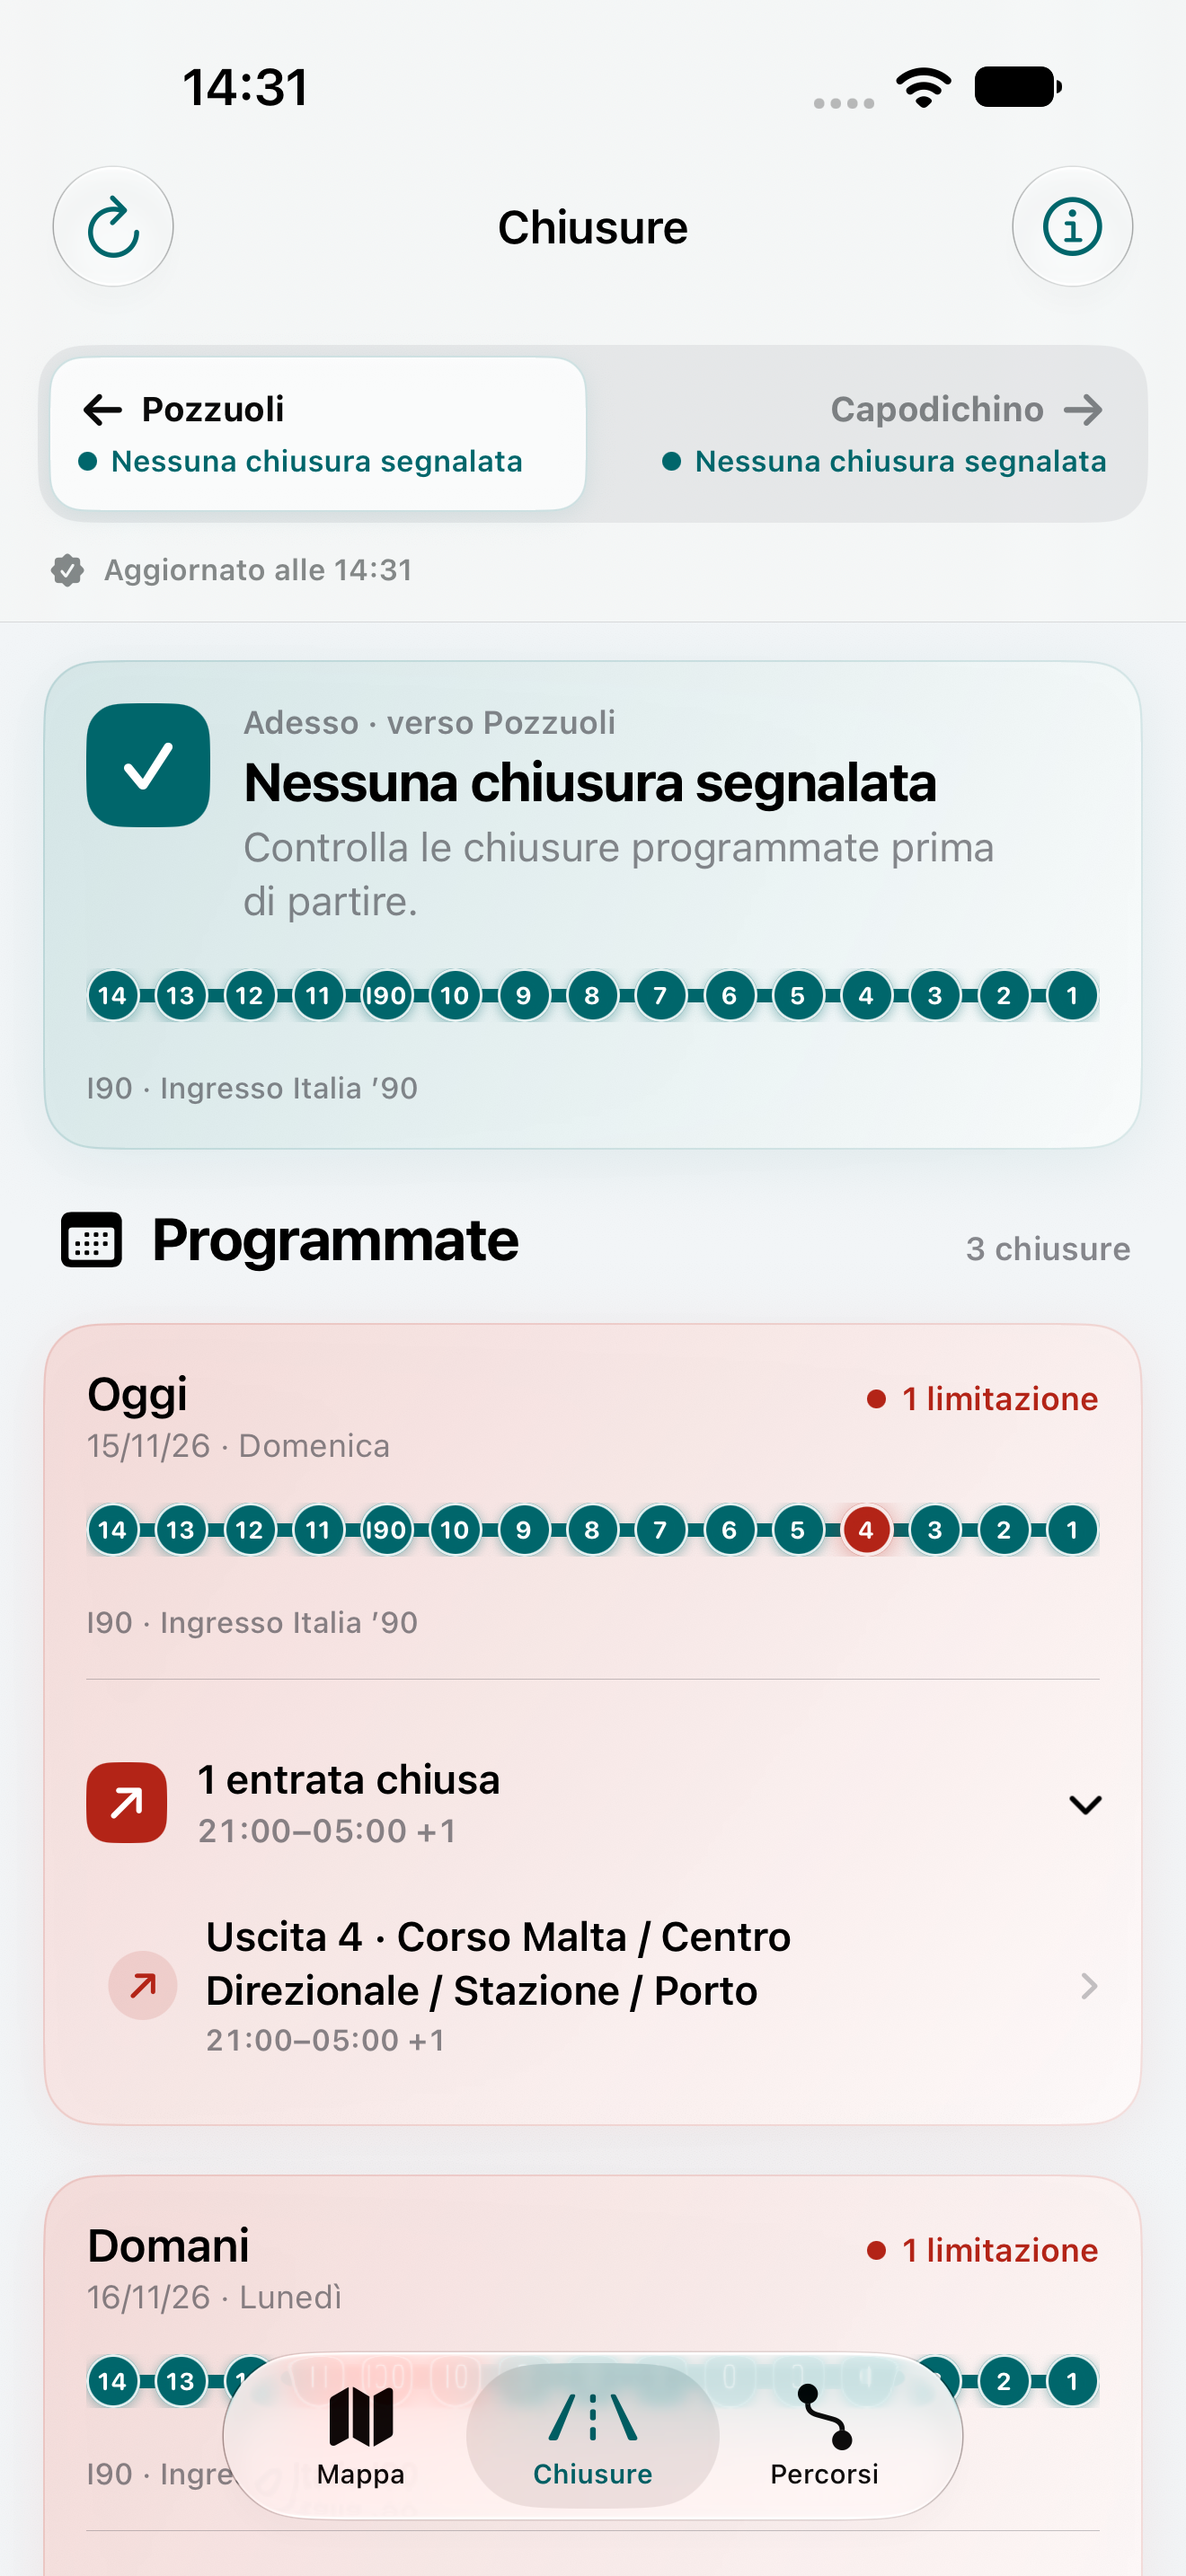 14:31
Chiusure
Pozzuoli
Nessuna chiusura segnalata
Capodichino
Nessuna chiusura segnalata
Aggiornato alle 14:31
Adesso · verso Pozzuoli
Nessuna chiusura segnalata
Controlla le chiusure programmate prima
di partire.
14 13 12 11 I90 10 9 8 7 6 5 4 3 2 1
I90 · Ingresso Italia ’90
Programmate
3 chiusure
Oggi
1 limitazione
15/11/26 · Domenica
14 13 12 11 I90 10 9 8 7 6 5 4 3 2 1
I90 · Ingresso Italia ’90
1 entrata chiusa
21:00–05:00 +1
Uscita 4 · Corso Malta / Centro
Direzionale / Stazione / Porto
21:00–05:00 +1
Domani
1 limitazione
16/11/26 · Lunedì
14 13 2 1
I90 · Ingre
Mappa
Chiusure
Percorsi